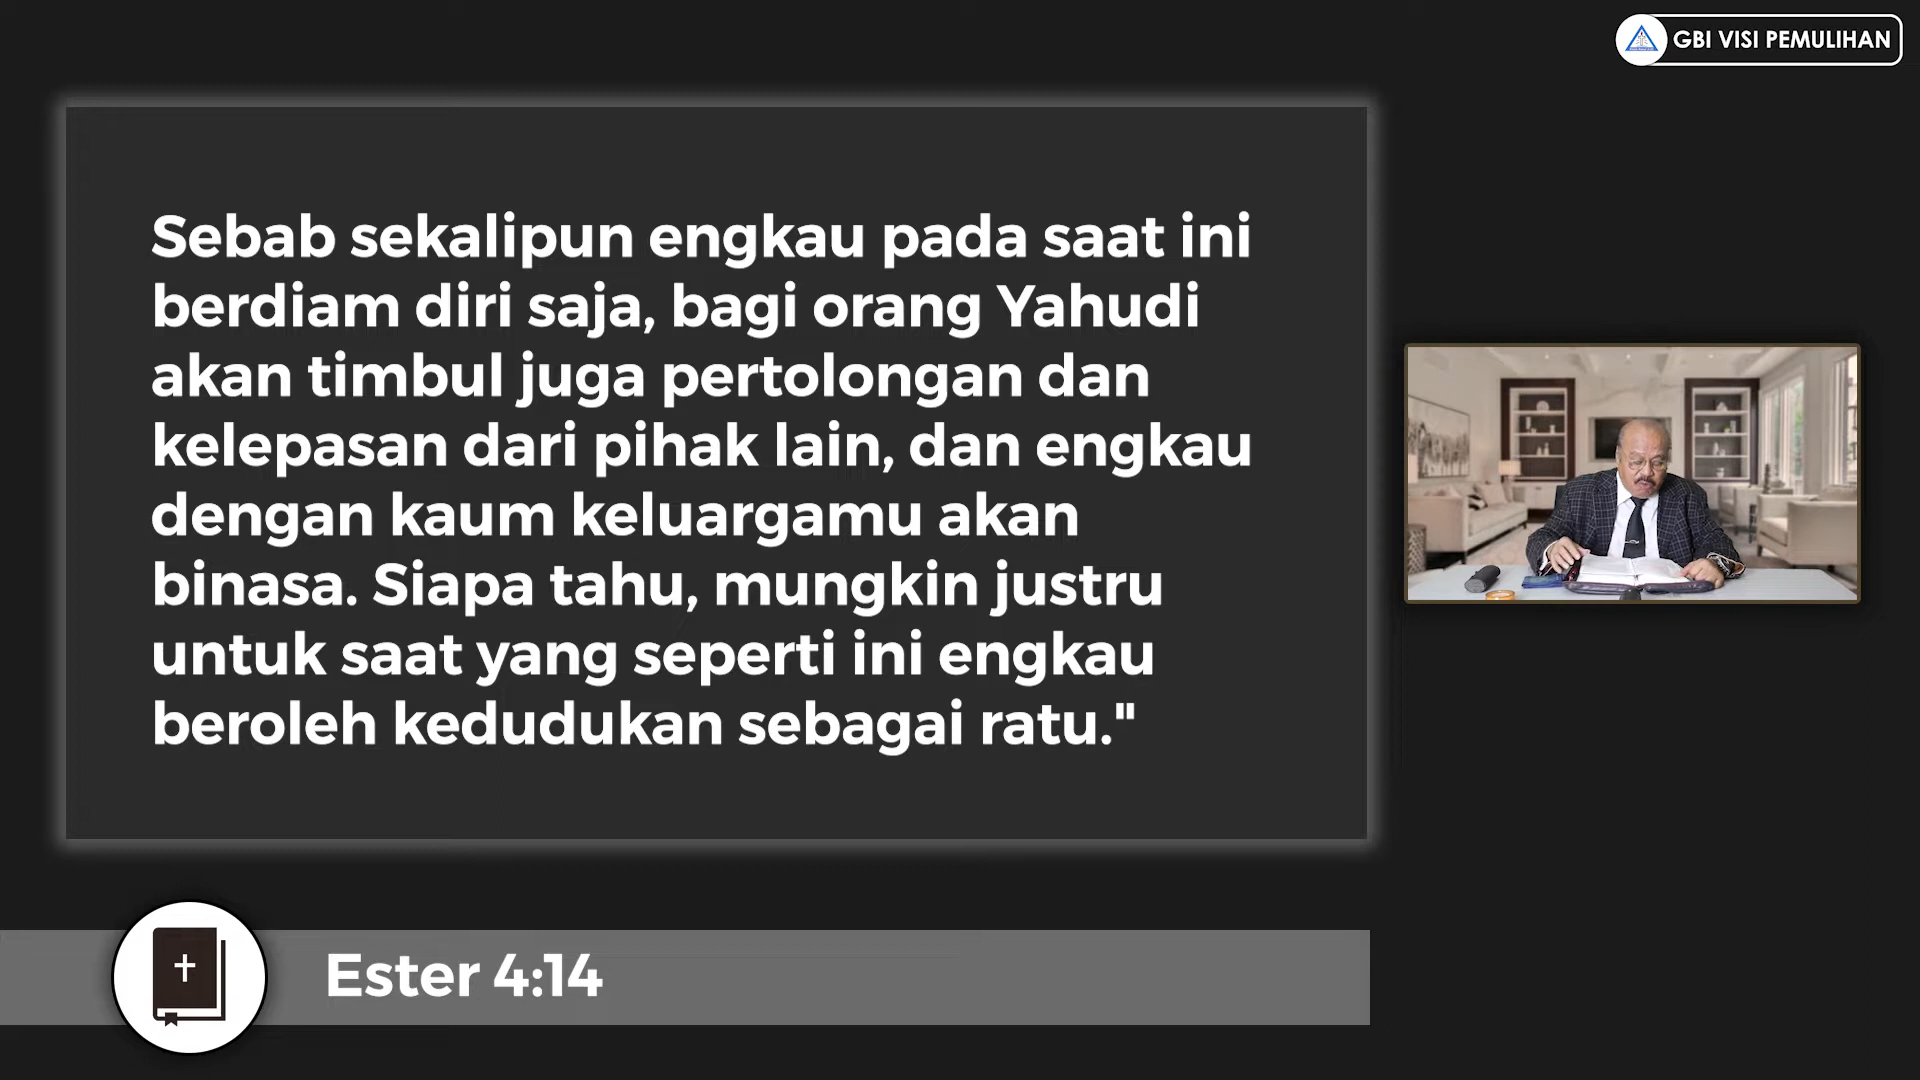 GBI VISI PEMULIHAN
Sebab sekalipun engkau pada saat ini
berdiam diri saja, bagi orang Yahudi
akan timbul juga pertolongan dan
kelepasan dari pihak lain, dan engkau
dengan kaum keluargamu akan
binasa. Siapa tahu, mungkin justru
untuk saat yang seperti ini engkau
beroleh kedudukan sebagai ratu."
Ester 4:14